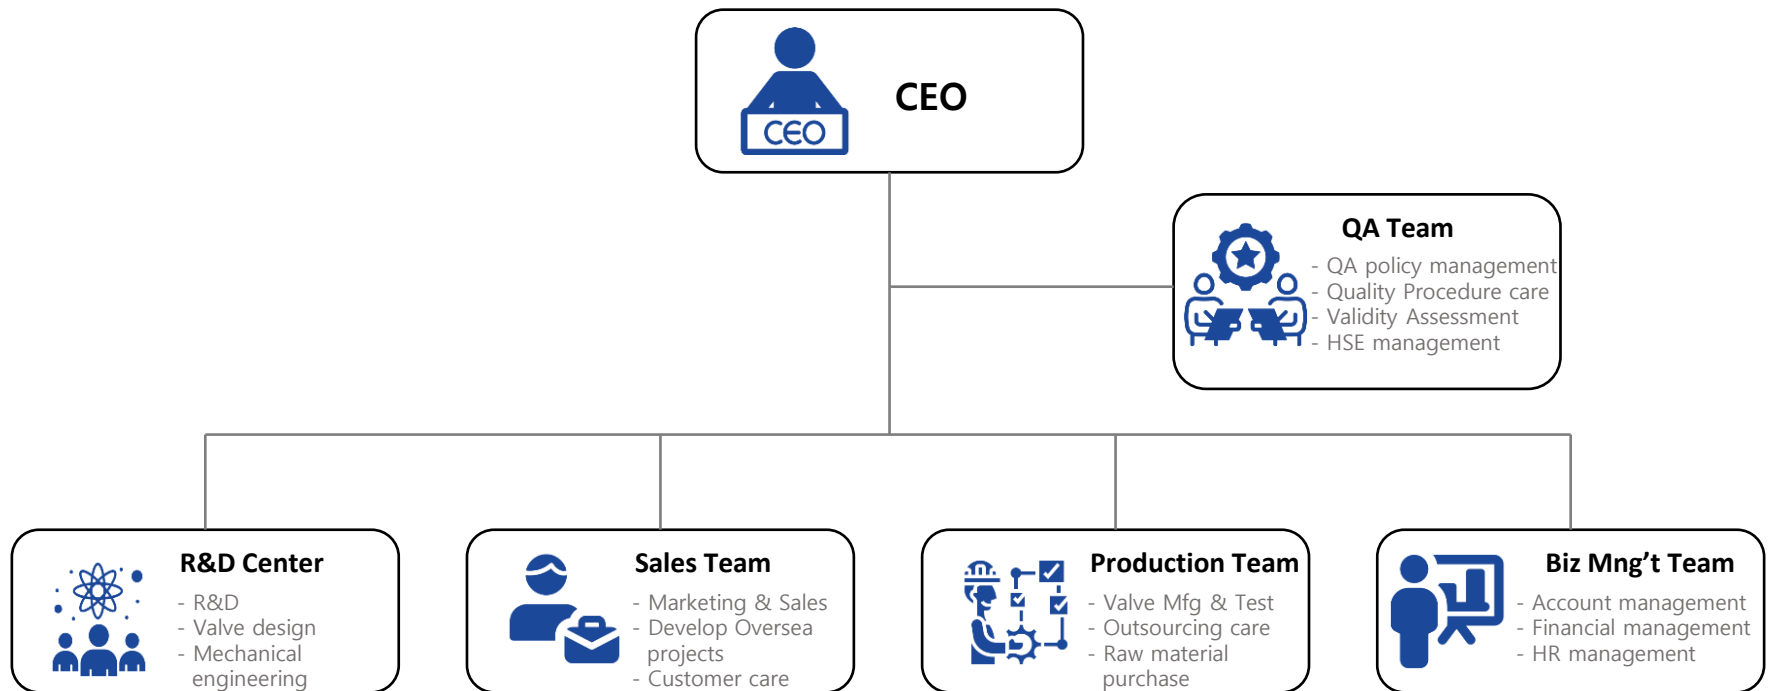 CEO
CEO
QA Team
- QA policy management
- Quality Procedure care
- Validity Assessment
- HSE management
R&D Center
- R&D
- Valve design
- Mechanical
engineering
Sales Team
- Marketing & Sales
- Develop Oversea
projects
- Customer care
Production Team
- Valve Mfg & Test
- Outsourcing care
- Raw material
purchase
Biz Mng’t Team
- Account management
- Financial management
- HR management